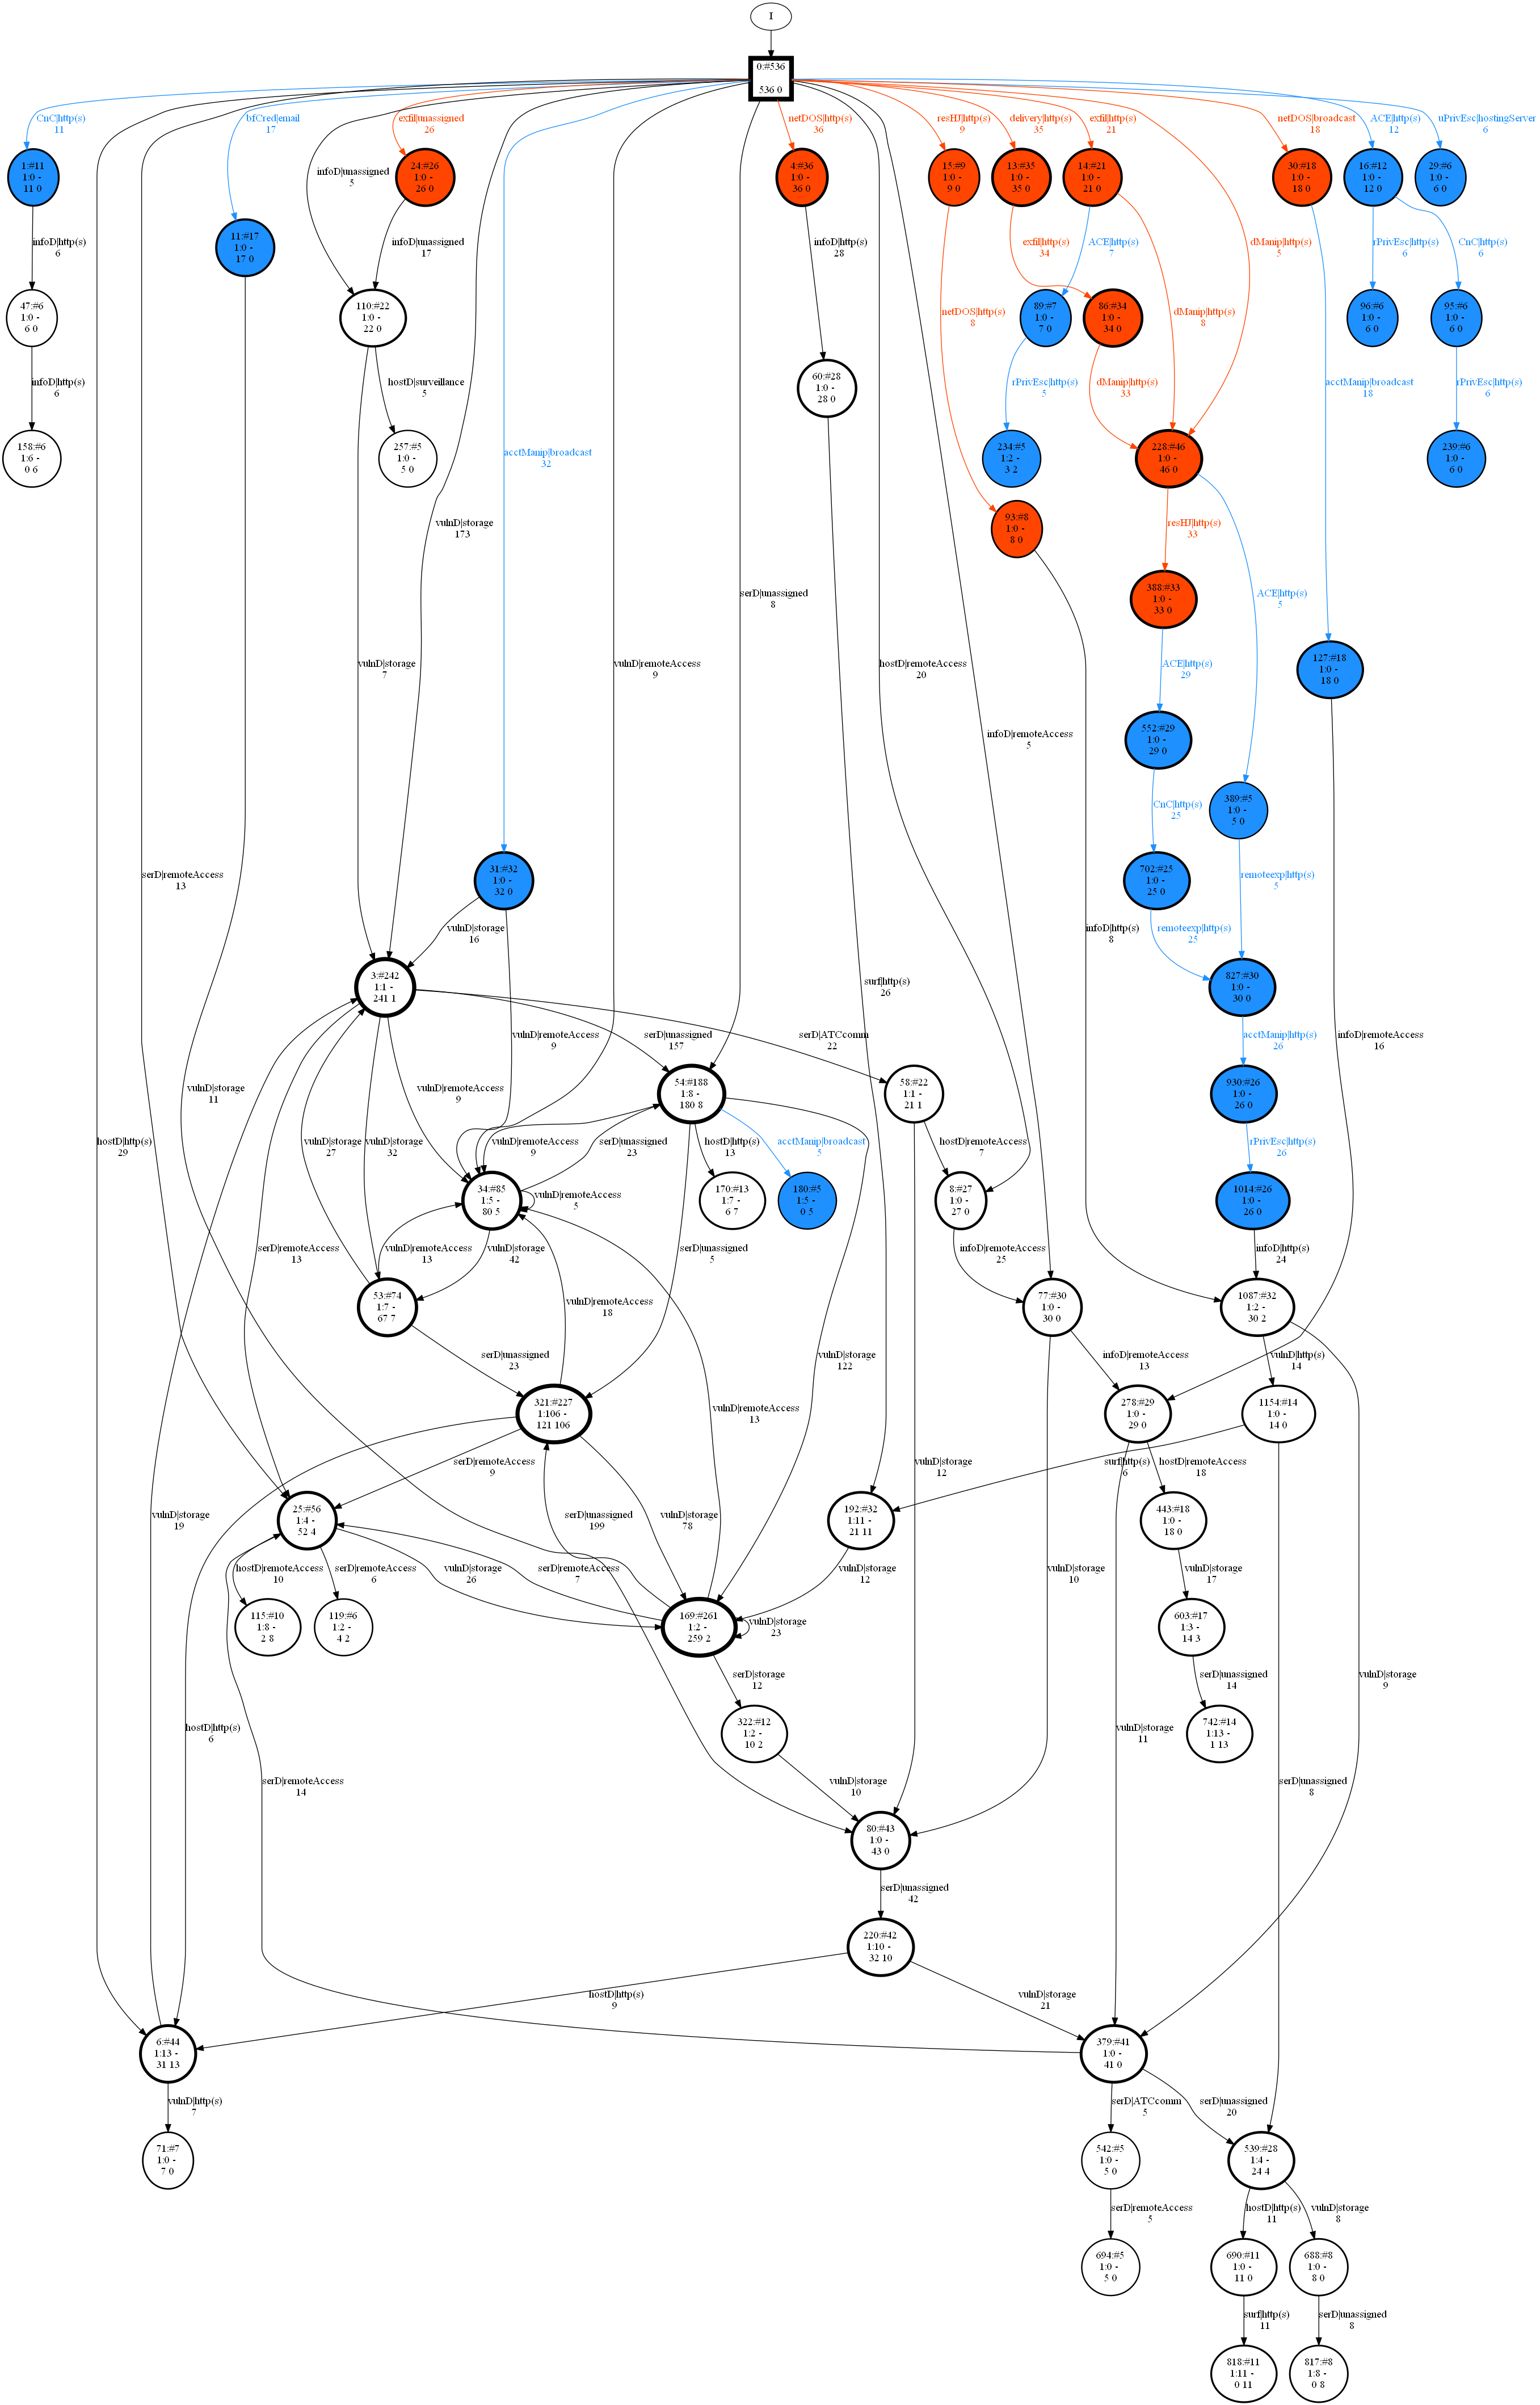 I
0:#536
536 0
CnC|http(s)
11
bfCred|email
17
exfil|unassigned
26
infoD|unassigned
5
netDOS|http(s)
36
resHJ|http(s)
9
delivery|http(s)
35
exfil|http(s)
21
netDOS|broadcast
18
ACE|http(s)
12
uPrivEsc|hostingServer
6
1:#11
1:0 -
11 0
24:#26
1:0 -
26 0
4:#36
1:0 -
36 0
15:#9
1:0 -
9 0
13:#35
1:0 -
35 0
14:#21
1:0 -
21 0
30:#18
1:0 -
18 0
16:#12
1:0 -
12 0
29:#6
1:0 -
6 0
11:#17
1:0 -
17 0
infoD|http(s)
6
infoD|unassigned
17
infoD|http(s)
28
exfil|http(s)
34
ACE|http(s)
7
dManip|http(s)
5
rPrivEsc|http(s)
6
CnC|http(s)
6
47:#6
1:0 -
6 0
110:#22
1:0 -
22 0
netDOS|http(s)
8
89:#7
1:0 -
7 0
86:#34
1:0 -
34 0
dManip|http(s)
8
96:#6
1:0 -
6 0
95:#6
1:0 -
6 0
infoD|http(s)
6
hostD|surveillance
5
60:#28
1:0 -
28 0
rPrivEsc|http(s)
5
dManip|http(s)
33
acctManip|broadcast
18
rPrivEsc|http(s)
6
158:#6
1:6 -
0 6
257:#5
1:0 -
5 0
acctManip|broadcast
32
234:#5
1:2 -
3 2
228:#46
1:0 -
46 0
239:#6
1:0 -
6 0
vulnD|storage
173
93:#8
1:0 -
8 0
resHJ|http(s)
33
serD|unassigned
8
388:#33
1:0 -
33 0
ACE|http(s)
5
vulnD|storage
7
vulnD|remoteAccess
9
hostD|remoteAccess
20
ACE|http(s)
29
127:#18
1:0 -
18 0
infoD|remoteAccess
5
552:#29
1:0 -
29 0
CnC|http(s)
25
389:#5
1:0 -
5 0
serD|remoteAccess
13
31:#32
1:0 -
32 0
702:#25
1:0 -
25 0
remoteexp|http(s)
5
vulnD|storage
16
infoD|http(s)
8
remoteexp|http(s)
25
3:#242
1:1 -
241 1
surf|http(s)
26
827:#30
1:0 -
30 0
vulnD|remoteAccess
9
serD|unassigned
157
serD|ATCcomm
22
acctManip|http(s)
26
infoD|remoteAccess
16
vulnD|storage
11
vulnD|remoteAccess
9
54:#188
1:8 -
180 8
58:#22
1:1 -
21 1
930:#26
1:0 -
26 0
hostD|http(s)
29
vulnD|storage
27
vulnD|storage
32
vulnD|remoteAccess
9
serD|unassigned
23
hostD|http(s)
13
acctManip|broadcast
5
hostD|remoteAccess
7
rPrivEsc|http(s)
26
34:#85
1:5 -
80 5
vulnD|remoteAccess
5
170:#13
1:7 -
6 7
180:#5
1:5 -
0 5
8:#27
1:0 -
27 0
1014:#26
1:0 -
26 0
serD|remoteAccess
13
vulnD|remoteAccess
13
vulnD|storage
42
serD|unassigned
5
infoD|remoteAccess
25
infoD|http(s)
24
53:#74
1:7 -
67 7
vulnD|remoteAccess
18
77:#30
1:0 -
30 0
1087:#32
1:2 -
30 2
serD|unassigned
23
vulnD|storage
122
infoD|remoteAccess
13
vulnD|http(s)
14
321:#227
1:106 -
121 106
vulnD|remoteAccess
13
278:#29
1:0 -
29 0
1154:#14
1:0 -
14 0
serD|remoteAccess
9
vulnD|storage
12
surf|http(s)
6
hostD|remoteAccess
18
vulnD|storage
19
25:#56
1:4 -
52 4
serD|unassigned
199
vulnD|storage
78
192:#32
1:11 -
21 11
443:#18
1:0 -
18 0
hostD|remoteAccess
10
serD|remoteAccess
6
vulnD|storage
26
serD|remoteAccess
7
vulnD|storage
12
vulnD|storage
10
vulnD|storage
17
115:#10
1:8 -
2 8
119:#6
1:2 -
4 2
169:#261
1:2 -
259 2
vulnD|storage
23
603:#17
1:3 -
14 3
serD|storage
12
serD|unassigned
14
vulnD|storage
9
hostD|http(s)
6
322:#12
1:2 -
10 2
vulnD|storage
11
742:#14
1:13 -
1 13
serD|remoteAccess
14
vulnD|storage
10
serD|unassigned
8
80:#43
1:0 -
43 0
serD|unassigned
42
220:#42
1:10 -
32 10
hostD|http(s)
9
vulnD|storage
21
6:#44
1:13 -
31 13
379:#41
1:0 -
41 0
vulnD|http(s)
7
serD|ATCcomm
5
serD|unassigned
20
71:#7
1:0 -
7 0
542:#5
1:0 -
5 0
539:#28
1:4 -
24 4
serD|remoteAccess
5
hostD|http(s)
11
vulnD|storage
8
694:#5
1:0 -
5 0
690:#11
1:0 -
11 0
688:#8
1:0 -
8 0
surf|http(s)
11
serD|unassigned
8
818:#11
1:11 -
0 11
817:#8
1:8 -
0 8